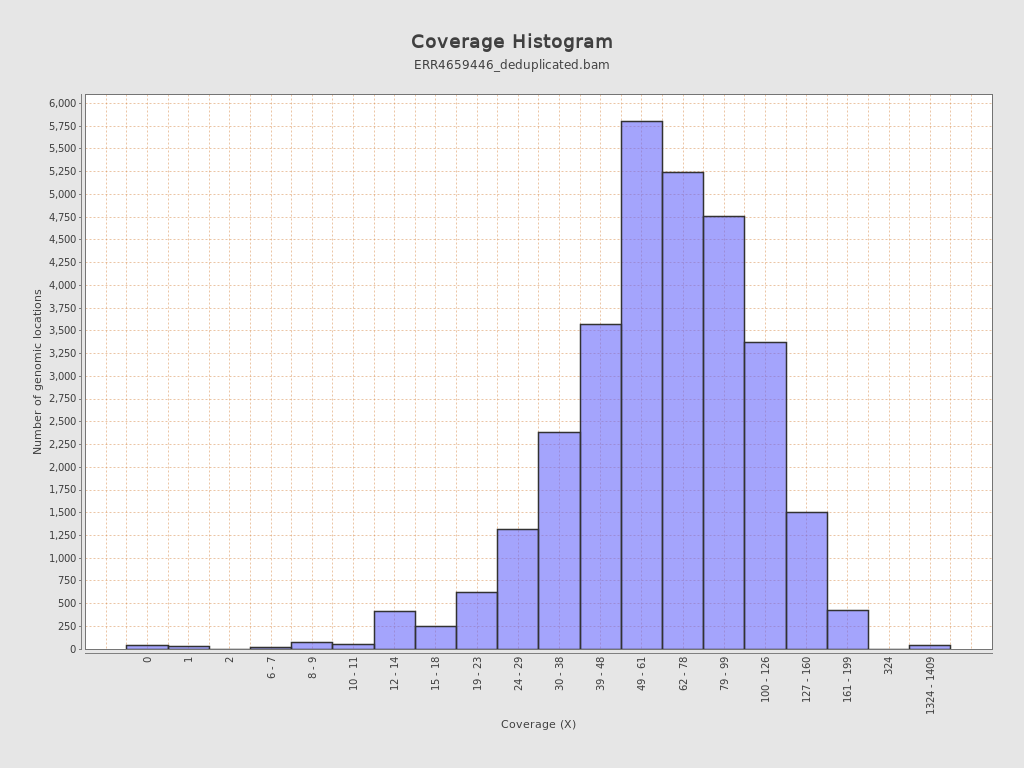 Coverage Histogram
ERR4659446_deduplicated.bam
Number of genomic locations
6,000
5,750
5,500
5,250
5,000
4,750
4,500
4,250
4,000
3,750
3,500
3,250
3,000
2,750
2,500
2,250
2,000
1,750
1,500
1,250
1,000
750
500
250
0
0
1
2
6 - 7
8 - 9
10 - 11
12 - 14
15 - 18
19 - 23
24 - 29
30 - 38
39 - 48
49 - 61
62 - 78
79 - 99
100 - 126
127 - 160
161 - 199
324
1324 - 1409
Coverage (X)